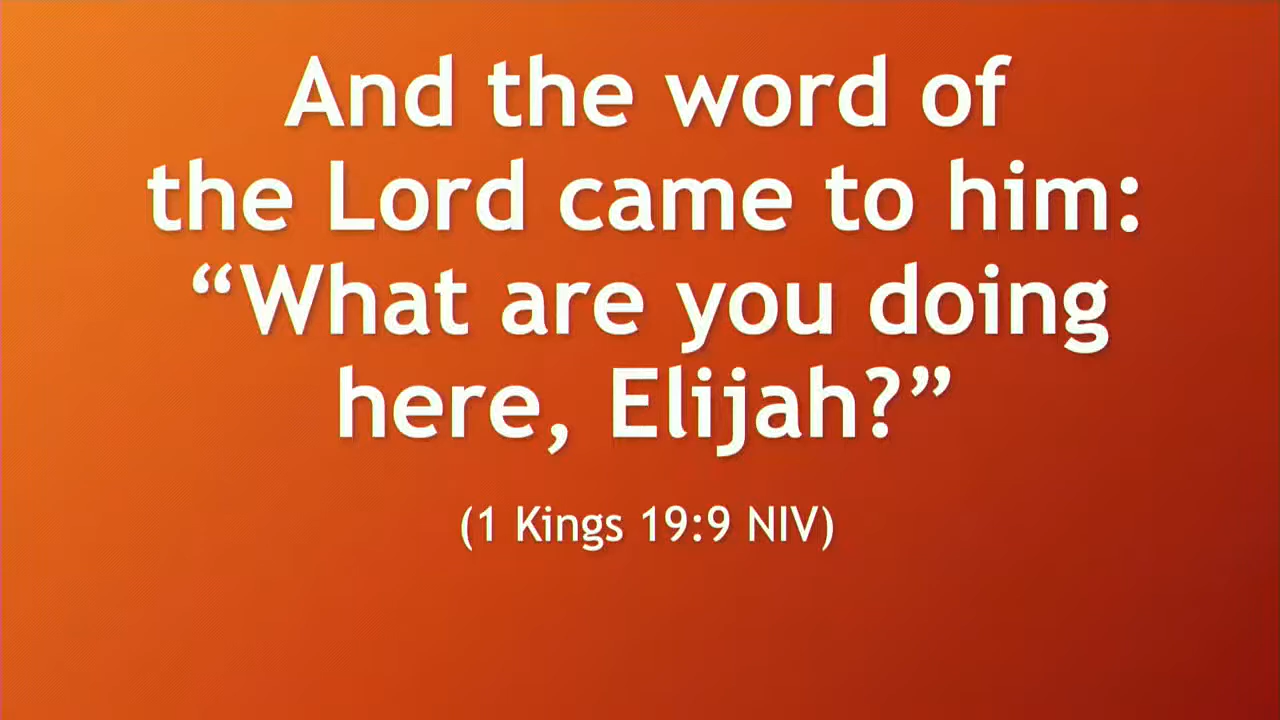 And the word of
the Lord came to him:
“What are you doing
here, Elijah?”
(1 Kings 19:9 NIV)